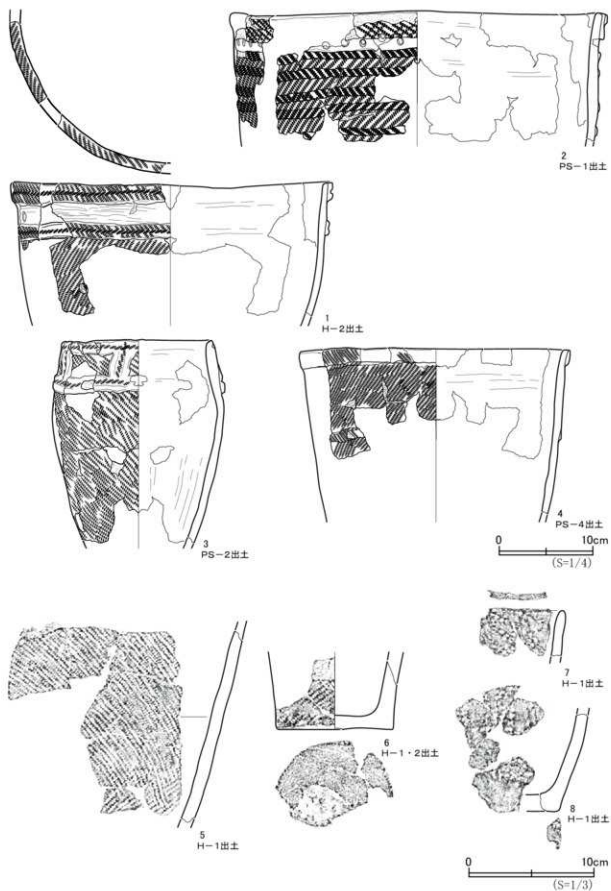 2
PS-1出土
1
H-2出土
3
PS-2出土
4
PS-4出土
0 10cm
(S=1/4)
5
H-1出土
6
H-1・2出土
7
H-1出土
8
H-1出土
0 10cm
(S=1/3)